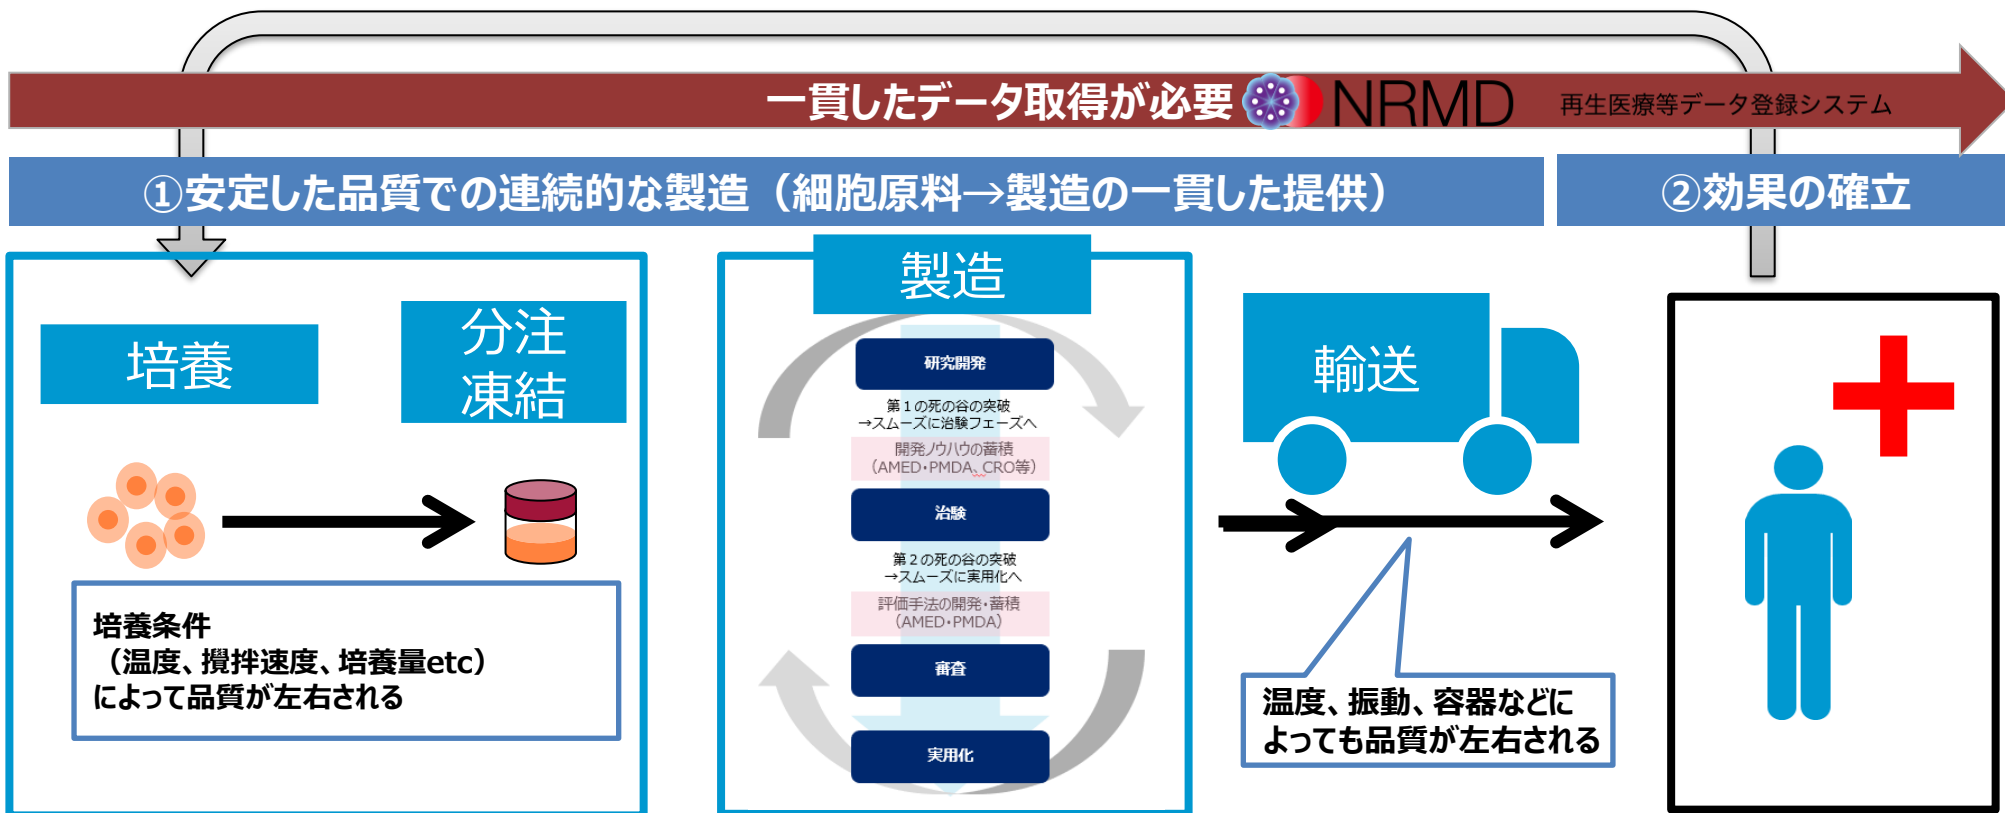 一貫したデータ取得が必要 NRMD 再生医療等データ登録システム
①安定した品質での連続的な製造（細胞原料→製造の一貫した提供）
②効果の確立
培養
分注
凍結
培養条件
（温度、攪拌速度、培養量etc）
によって品質が左右される
製造
研究開発
第１の死の谷の突破
→スムーズに治験フェーズへ
開発ノウハウの蓄積
（AMED・PMDA、CRO等）
治験
第２の死の谷の突破
→スムーズに実用化へ
評価手法の開発・蓄積
（AMED・PMDA）
審査
実用化
輸送
温度、振動、容器などに
よっても品質が左右される